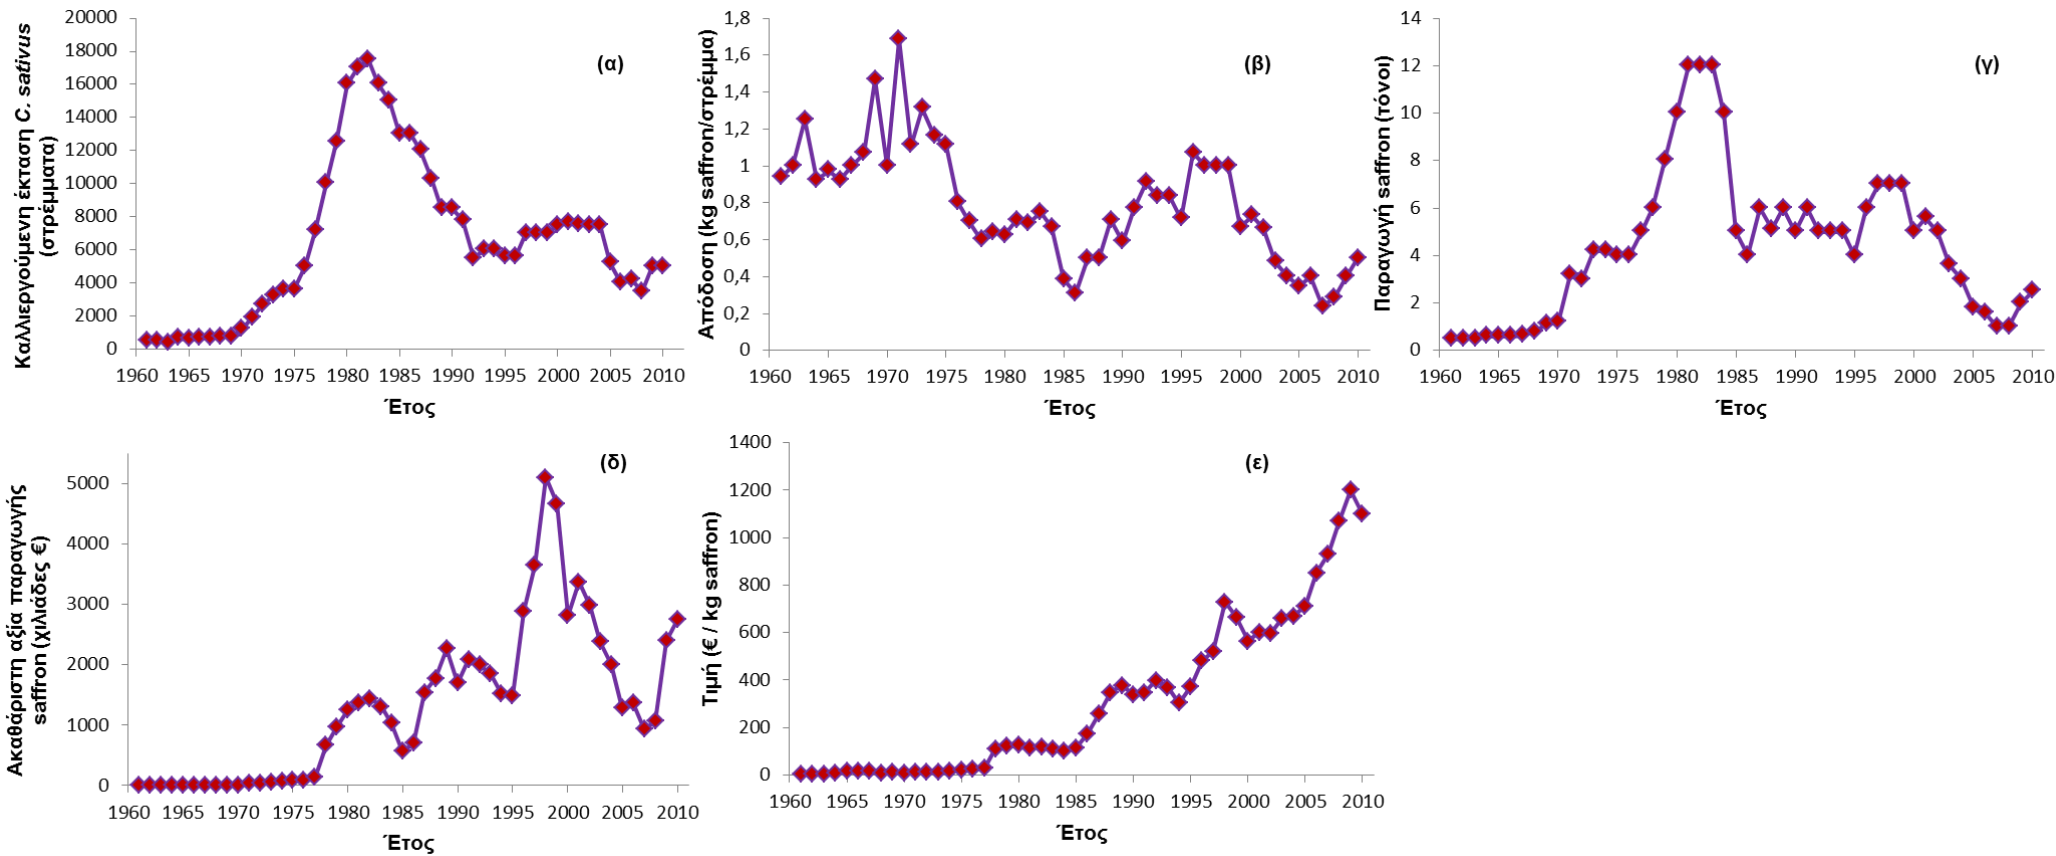 Καλλιεργούμενη έκταση C. sativus
(στρέμματα)
20000
18000
16000
14000
12000
10000
8000
6000
4000
2000
0
(α)
1960 1965 1970 1975 1980 1985 1990 1995 2000 2005 2010
Έτος
Απόδοση (kg saffron/στρέμμα)
1,8
1,6
1,4
1,2
1
0,8
0,6
0,4
0,2
0
(β)
1960 1965 1970 1975 1980 1985 1990 1995 2000 2005 2010
Έτος
Παραγωγή saffron (τόνοι)
14
12
10
8
6
4
2
0
(γ)
1960 1965 1970 1975 1980 1985 1990 1995 2000 2005 2010
Έτος
Ακαθάριστη αξία παραγωγής
saffron (χιλιάδες €)
5000
4000
3000
2000
1000
0
(δ)
1960 1965 1970 1975 1980 1985 1990 1995 2000 2005 2010
Έτος
Τιμή (€ / kg saffron)
1400
1200
1000
800
600
400
200
0
(ε)
1960 1965 1970 1975 1980 1985 1990 1995 2000 2005 2010
Έτος